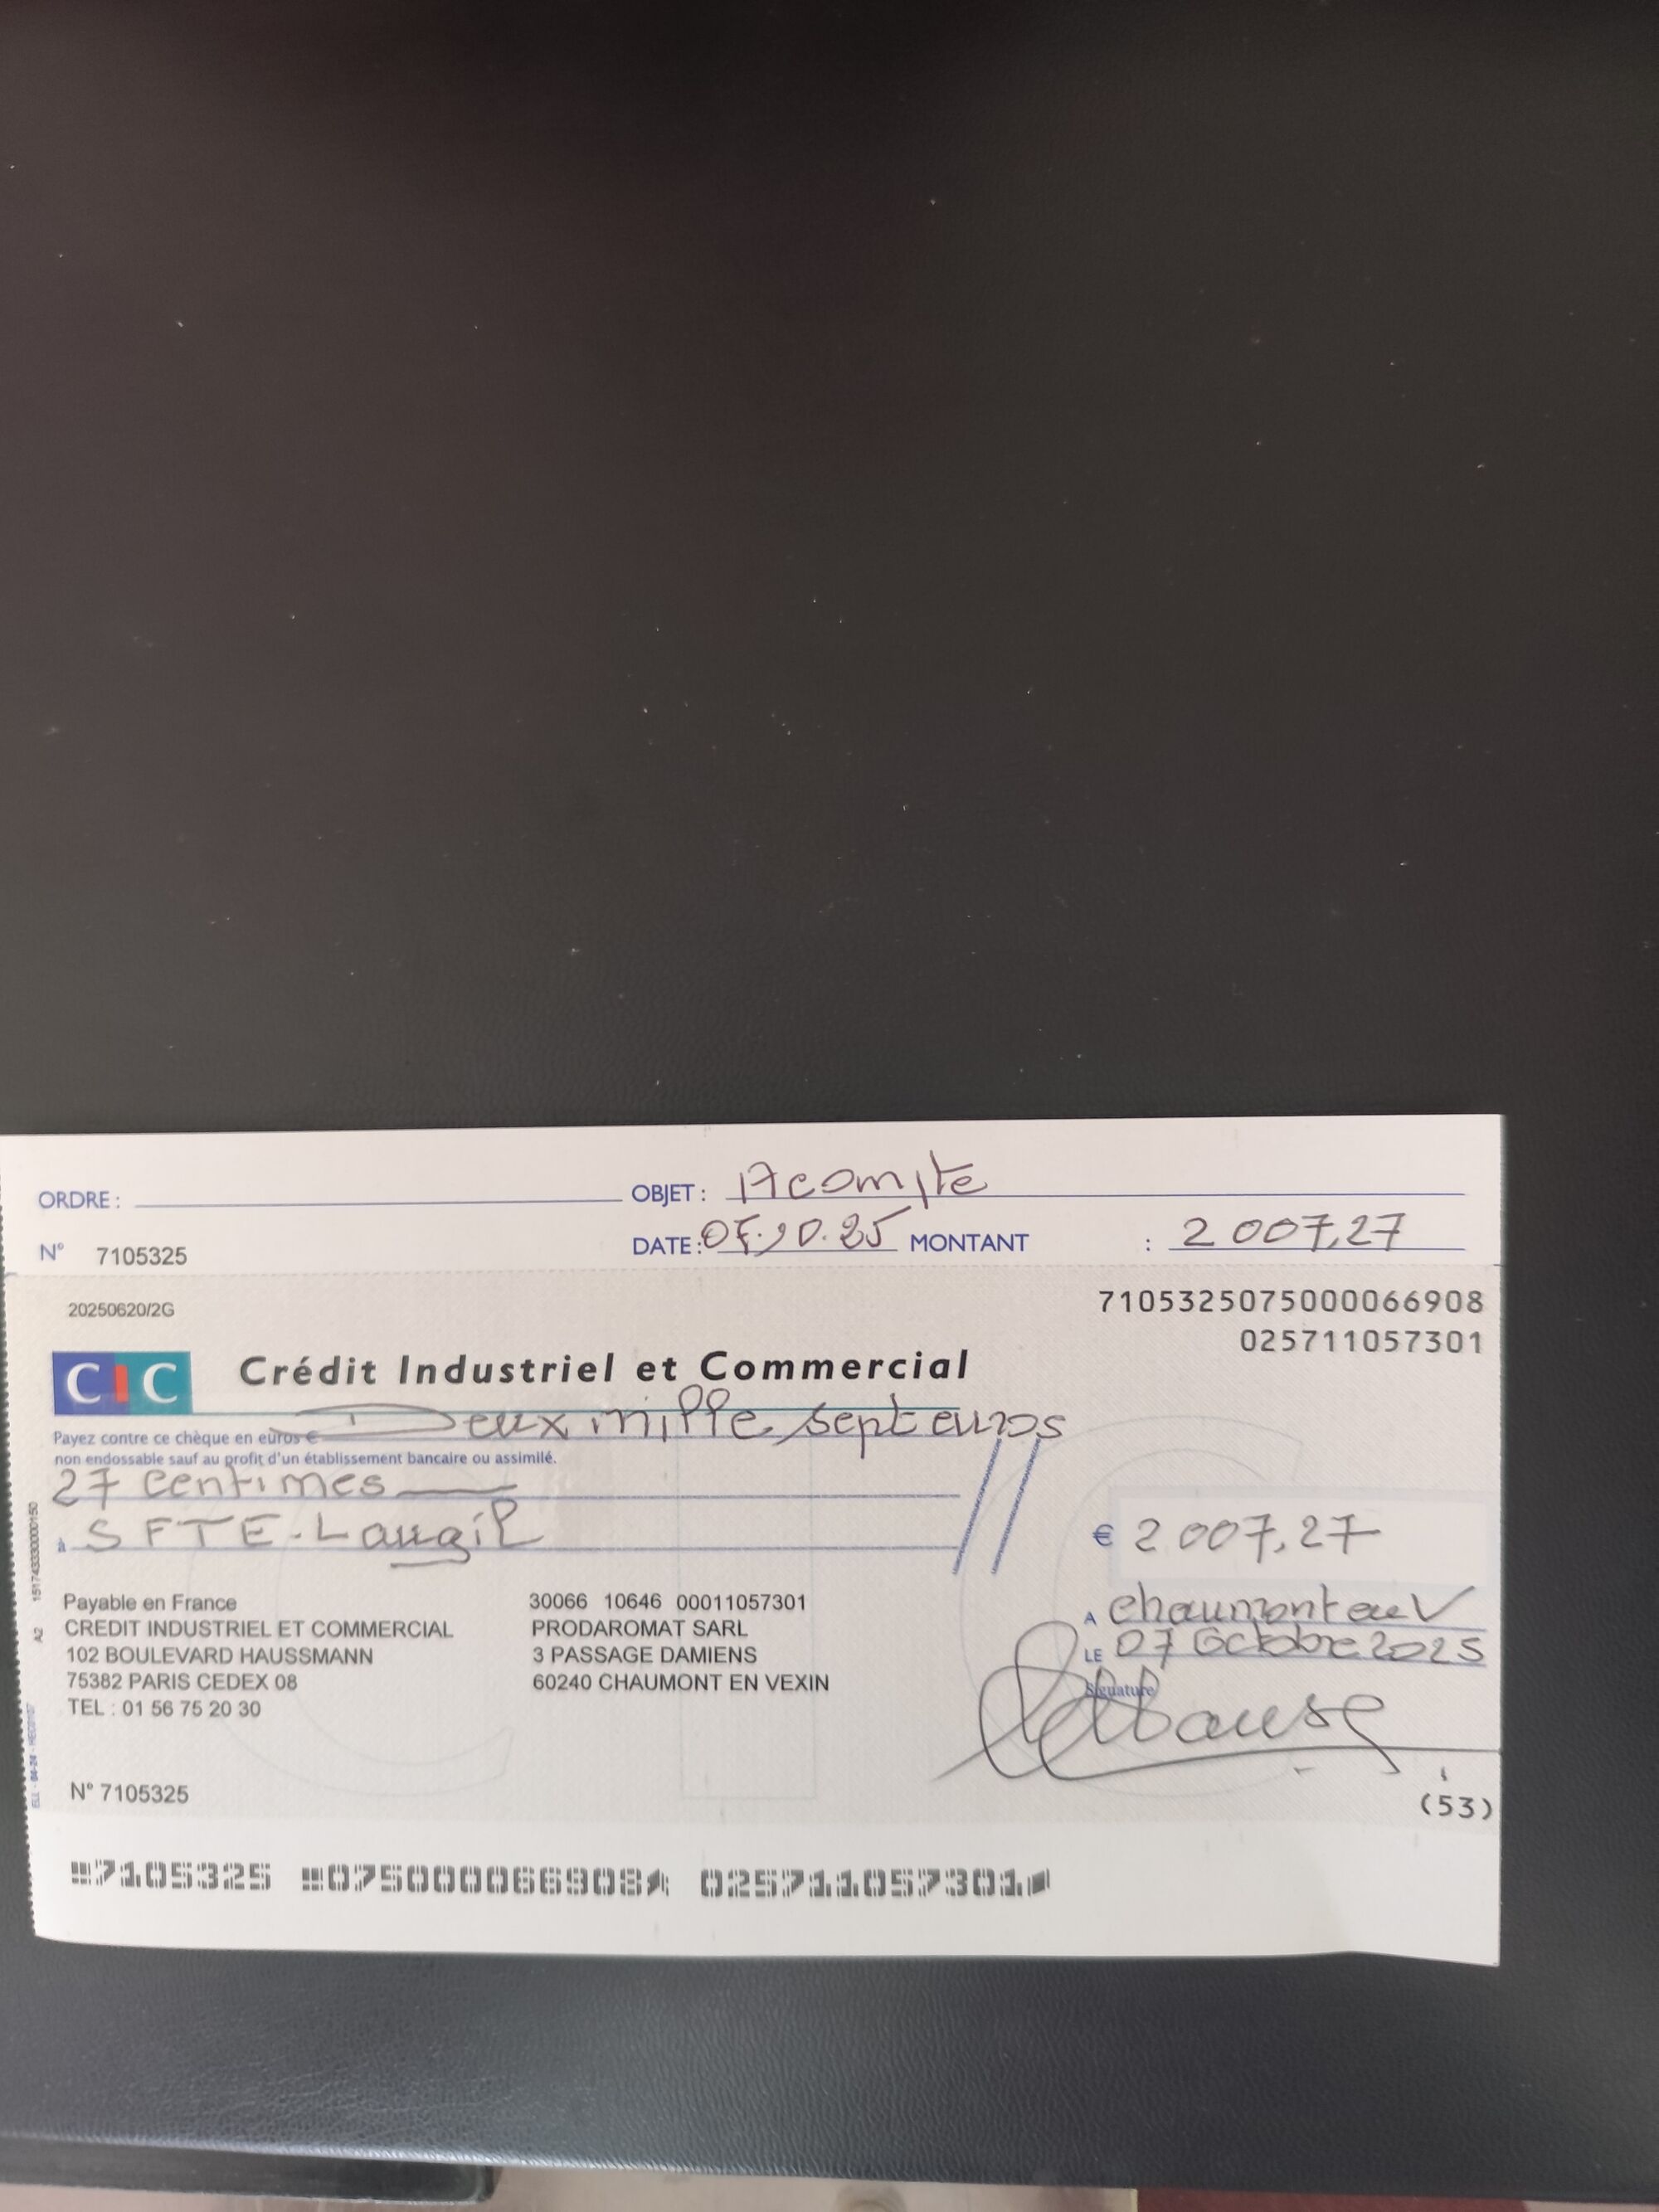 ORDRE : OBJET : Acompte
N° 7105325 DATE : 07.10.25 MONTANT : 2 007,27
20250620/2G
7105325075000066908
025711057301
CIC Crédit Industriel et Commercial
Payez contre ce chèque en euros € Deux mille sept euros
non endossable sauf au profit d'un établissement bancaire ou assimilé.
27 centimes
à SFTE-Laugil
€ 2 007,27
Payable en France
CREDIT INDUSTRIEL ET COMMERCIAL
102 BOULEVARD HAUSSMANN
75382 PARIS CEDEX 08
TEL : 01 56 75 20 30
30066 10646 00011057301
PRODAROMAT SARL
3 PASSAGE DAMIENS
60240 CHAUMONT EN VEXIN
A Chaumont en V
LE 07 Octobre 2025
Signature
N° 7105325
(53)
7105325 075000066908 025711057301
A2